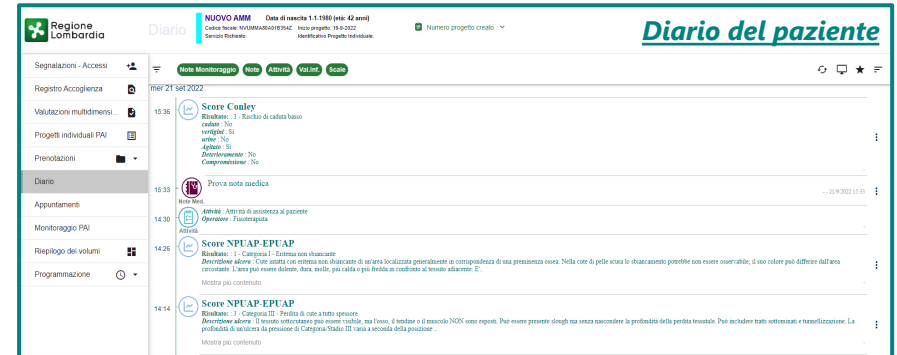 Regione
Lombardia
Diario
NUOVO AMM Data di nascita 1-1-1980 (età: 42 anni)
Codice fiscale: NVUMMA80A01B354Z Inizio progetto: 19-9-2022
Servizio Richiesto: Identificativo Progetto Individuale:
Numero progetto creato
Diario del paziente
Segnalazioni - Accessi
Registro Accoglienza
Valutazioni multidimensi...
Progetti individuali PAI
Prenotazioni
Diario
Appuntamenti
Monitoraggio PAI
Riepilogo dei volumi
Programmazione
Note Monitoraggio Note Attività Val.Inf. Scale
mer 21 set 2022
15:36
Score Conley
Risultato: : 3 - Rischio di caduta basso
caduto : No
vertigini : Si
urine : No
Agitato : Si
Deterioramento : No
Compromissione : No
15:33
Prova nota medica
- - 21/9/2022 15:33
Note Med.
14:30
Attività : Attività di assistenza al paziente
Operatore : Fisioterapista
Attività
14:26
Score NPUAP-EPUAP
Risultato: : 1 - Categoria I - Eritema non sbiancante
Descrizione ulcera : Cute intatta con eritema non sbiancante di un'area localizzata generalmente in corrispondenza di una preminenza ossea. Nella cute di pelle scura lo sbiancamento potrebbe non essere osservabile; il suo colore può differire dall'area
circostante. L'area può essere dolente, dura, molle, più calda o più fredda in confronto al tessuto adiacente. E'..
Mostra più contenuto
14:14
Score NPUAP-EPUAP
Risultato: : 3 - Categoria III - Perdita di cute a tutto spessore
Descrizione ulcera : Il tessuto sottocutaneo può essere visibile, ma l'osso, il tendine o il muscolo NON sono esposti. Può essere presente slough ma senza nascondere la profondità della perdita tessutale. Può includere tratti sottominati e tunnellizzazione. La
profondità di un'ulcera da pressione di Categoria/Stadio III varia a seconda della posizione ..
Mostra più contenuto